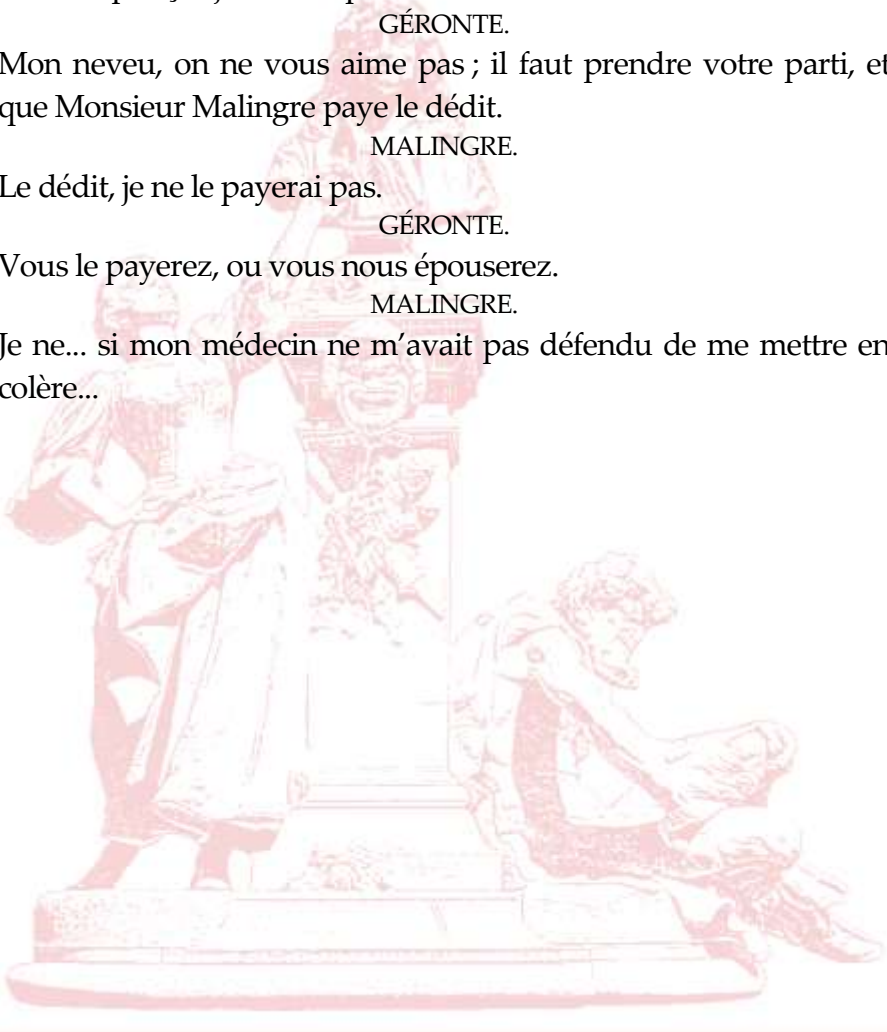 GÉRONTE.
Mon neveu, on ne vous aime pas ; il faut prendre votre parti, et
que Monsieur Malingre paye le dédit.
MALINGRE.
Le dédit, je ne le payerai pas.
GÉRONTE.
Vous le payerez, ou vous nous épouserez.
MALINGRE.
Je ne... si mon médecin ne m’avait pas défendu de me mettre en
colère...